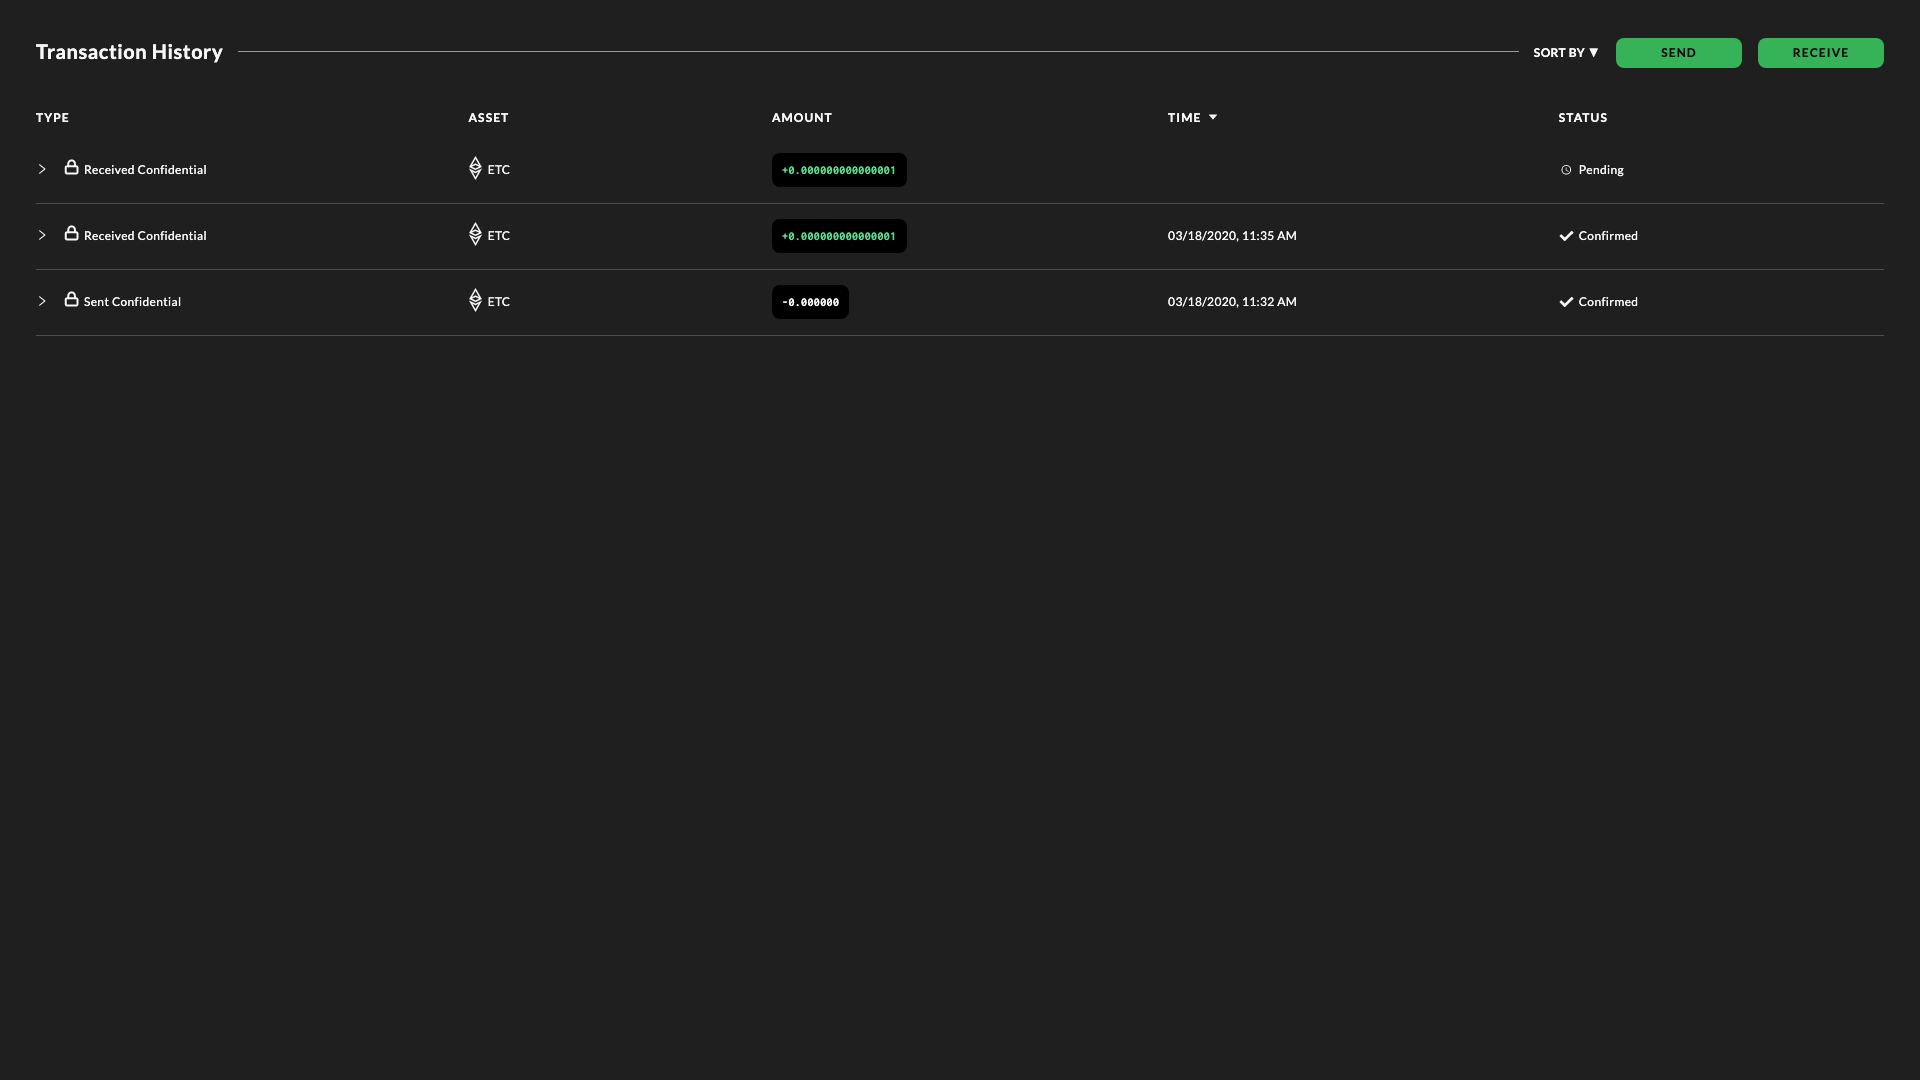 Transaction History SORT BY ▼ SEND RECEIVE
TYPE ASSET AMOUNT TIME STATUS
Received Confidential ETC +0.000000000000001 Pending
Received Confidential ETC +0.000000000000001 03/18/2020, 11:35 AM Confirmed
Sent Confidential ETC -0.000000 03/18/2020, 11:32 AM Confirmed